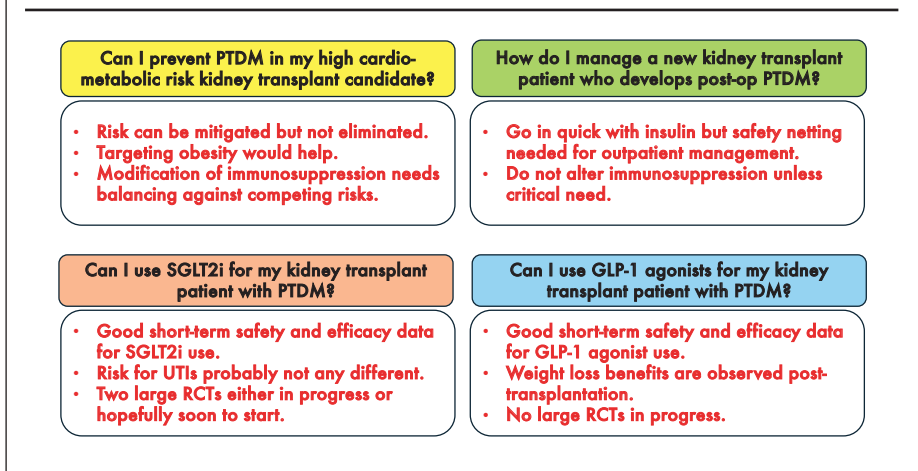 Can I prevent PTDM in my high cardio-
metabolic risk kidney transplant candidate?
• Risk can be mitigated but not eliminated.
• Targeting obesity would help.
• Modification of immunosuppression needs
balancing against competing risks.
How do I manage a new kidney transplant
patient who develops post-op PTDM?
• Go in quick with insulin but safety netting
needed for outpatient management.
• Do not alter immunosuppression unless
critical need.
Can I use SGLT2i for my kidney transplant
patient with PTDM?
• Good short-term safety and efficacy data
for SGLT2i use.
• Risk for UTIs probably not any different.
• Two large RCTs either in progress or
hopefully soon to start.
Can I use GLP-1 agonists for my kidney
transplant patient with PTDM?
• Good short-term safety and efficacy data
for GLP-1 agonist use.
• Weight loss benefits are observed post-
transplantation.
• No large RCTs in progress.